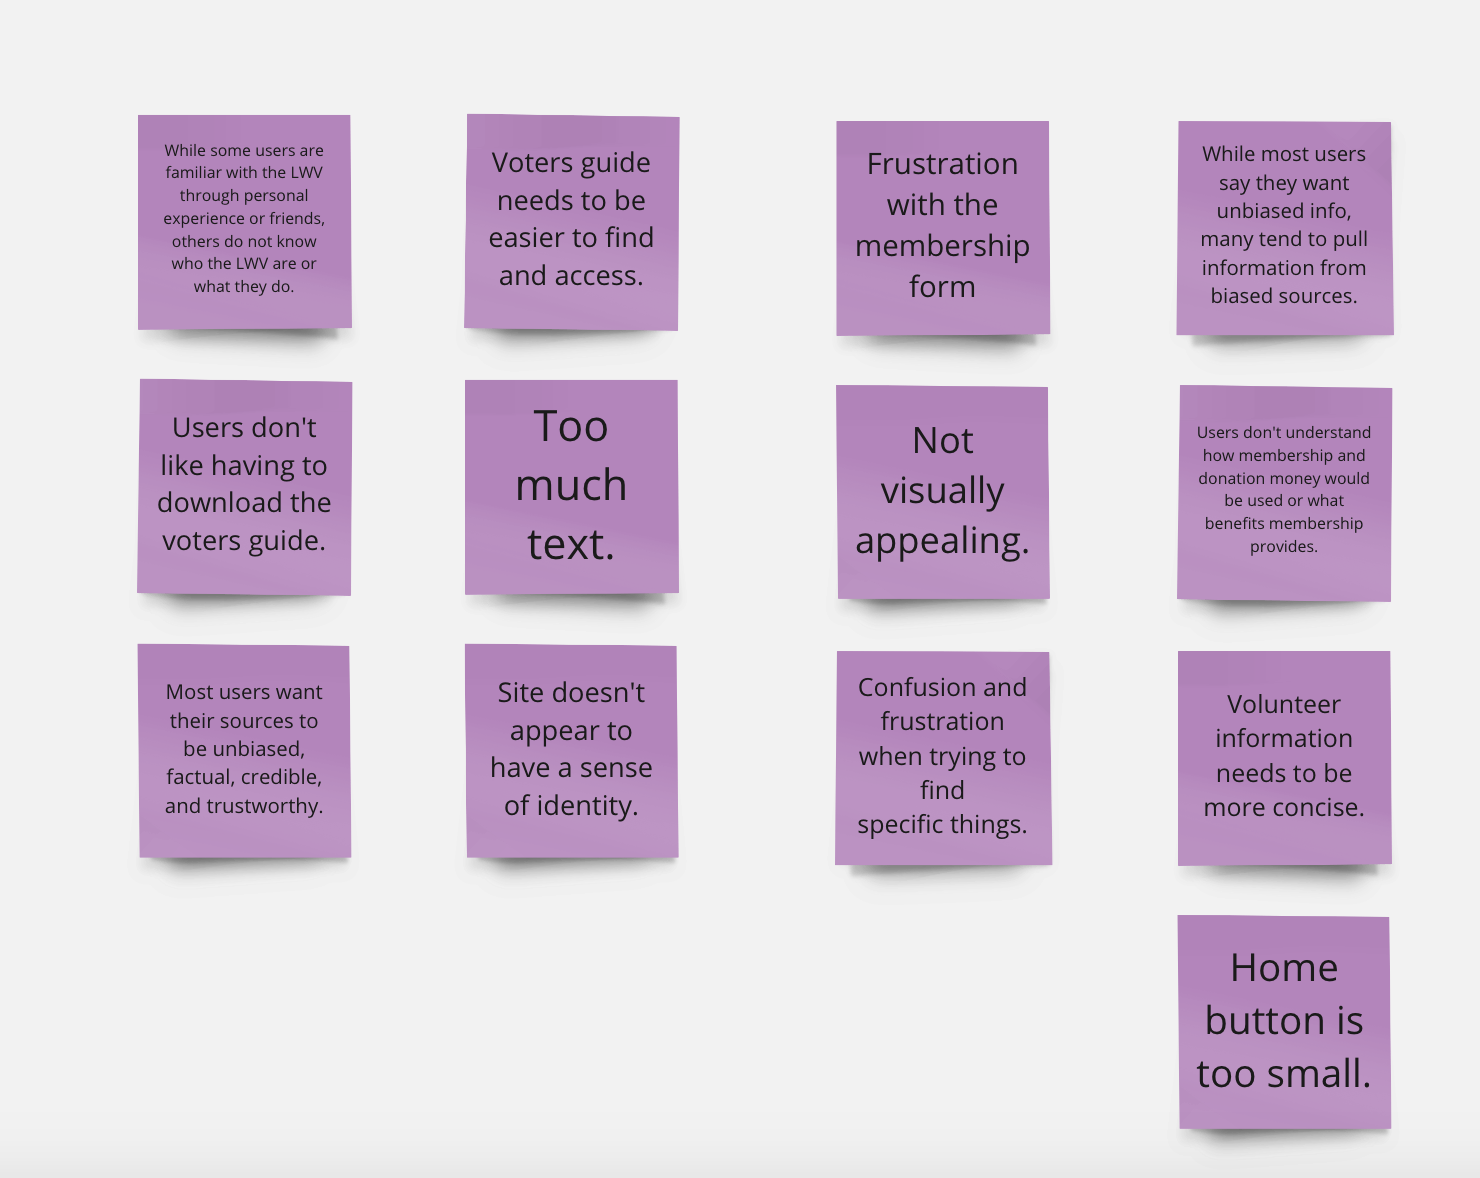 While some users are
familiar with the LWV
through personal
experience or friends,
others do not know
who the LWV are or
what they do.
Voters guide
needs to be
easier to find
and access.
Frustration
with the
membership
form
While most users
say they want
unbiased info,
many tend to pull
information from
biased sources.
Users don't
like having to
download the
voters guide.
Too
much
text.
Not
visually
appealing.
Users don't understand
how membership and
donation money would
be used or what
benefits membership
provides.
Most users want
their sources to
be unbiased,
factual, credible,
and trustworthy.
Site doesn't
appear to
have a sense
of identity.
Confusion and
frustration
when trying to
find
specific things.
Volunteer
information
needs to be
more concise.
Home
button is
too small.